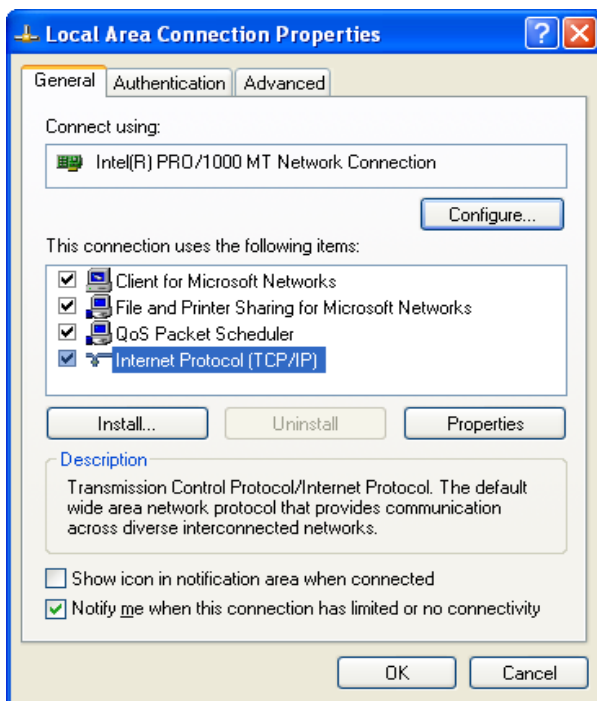 Local Area Connection Properties
General Authentication Advanced
Connect using:
Intel(R) PRO/1000 MT Network Connection
Configure...
This connection uses the following items:
Client for Microsoft Networks
File and Printer Sharing for Microsoft Networks
QoS Packet Scheduler
Internet Protocol (TCP/IP)
Install... Uninstall Properties
Description
Transmission Control Protocol/Internet Protocol. The default
wide area network protocol that provides communication
across diverse interconnected networks.
Show icon in notification area when connected
Notify me when this connection has limited or no connectivity
OK Cancel